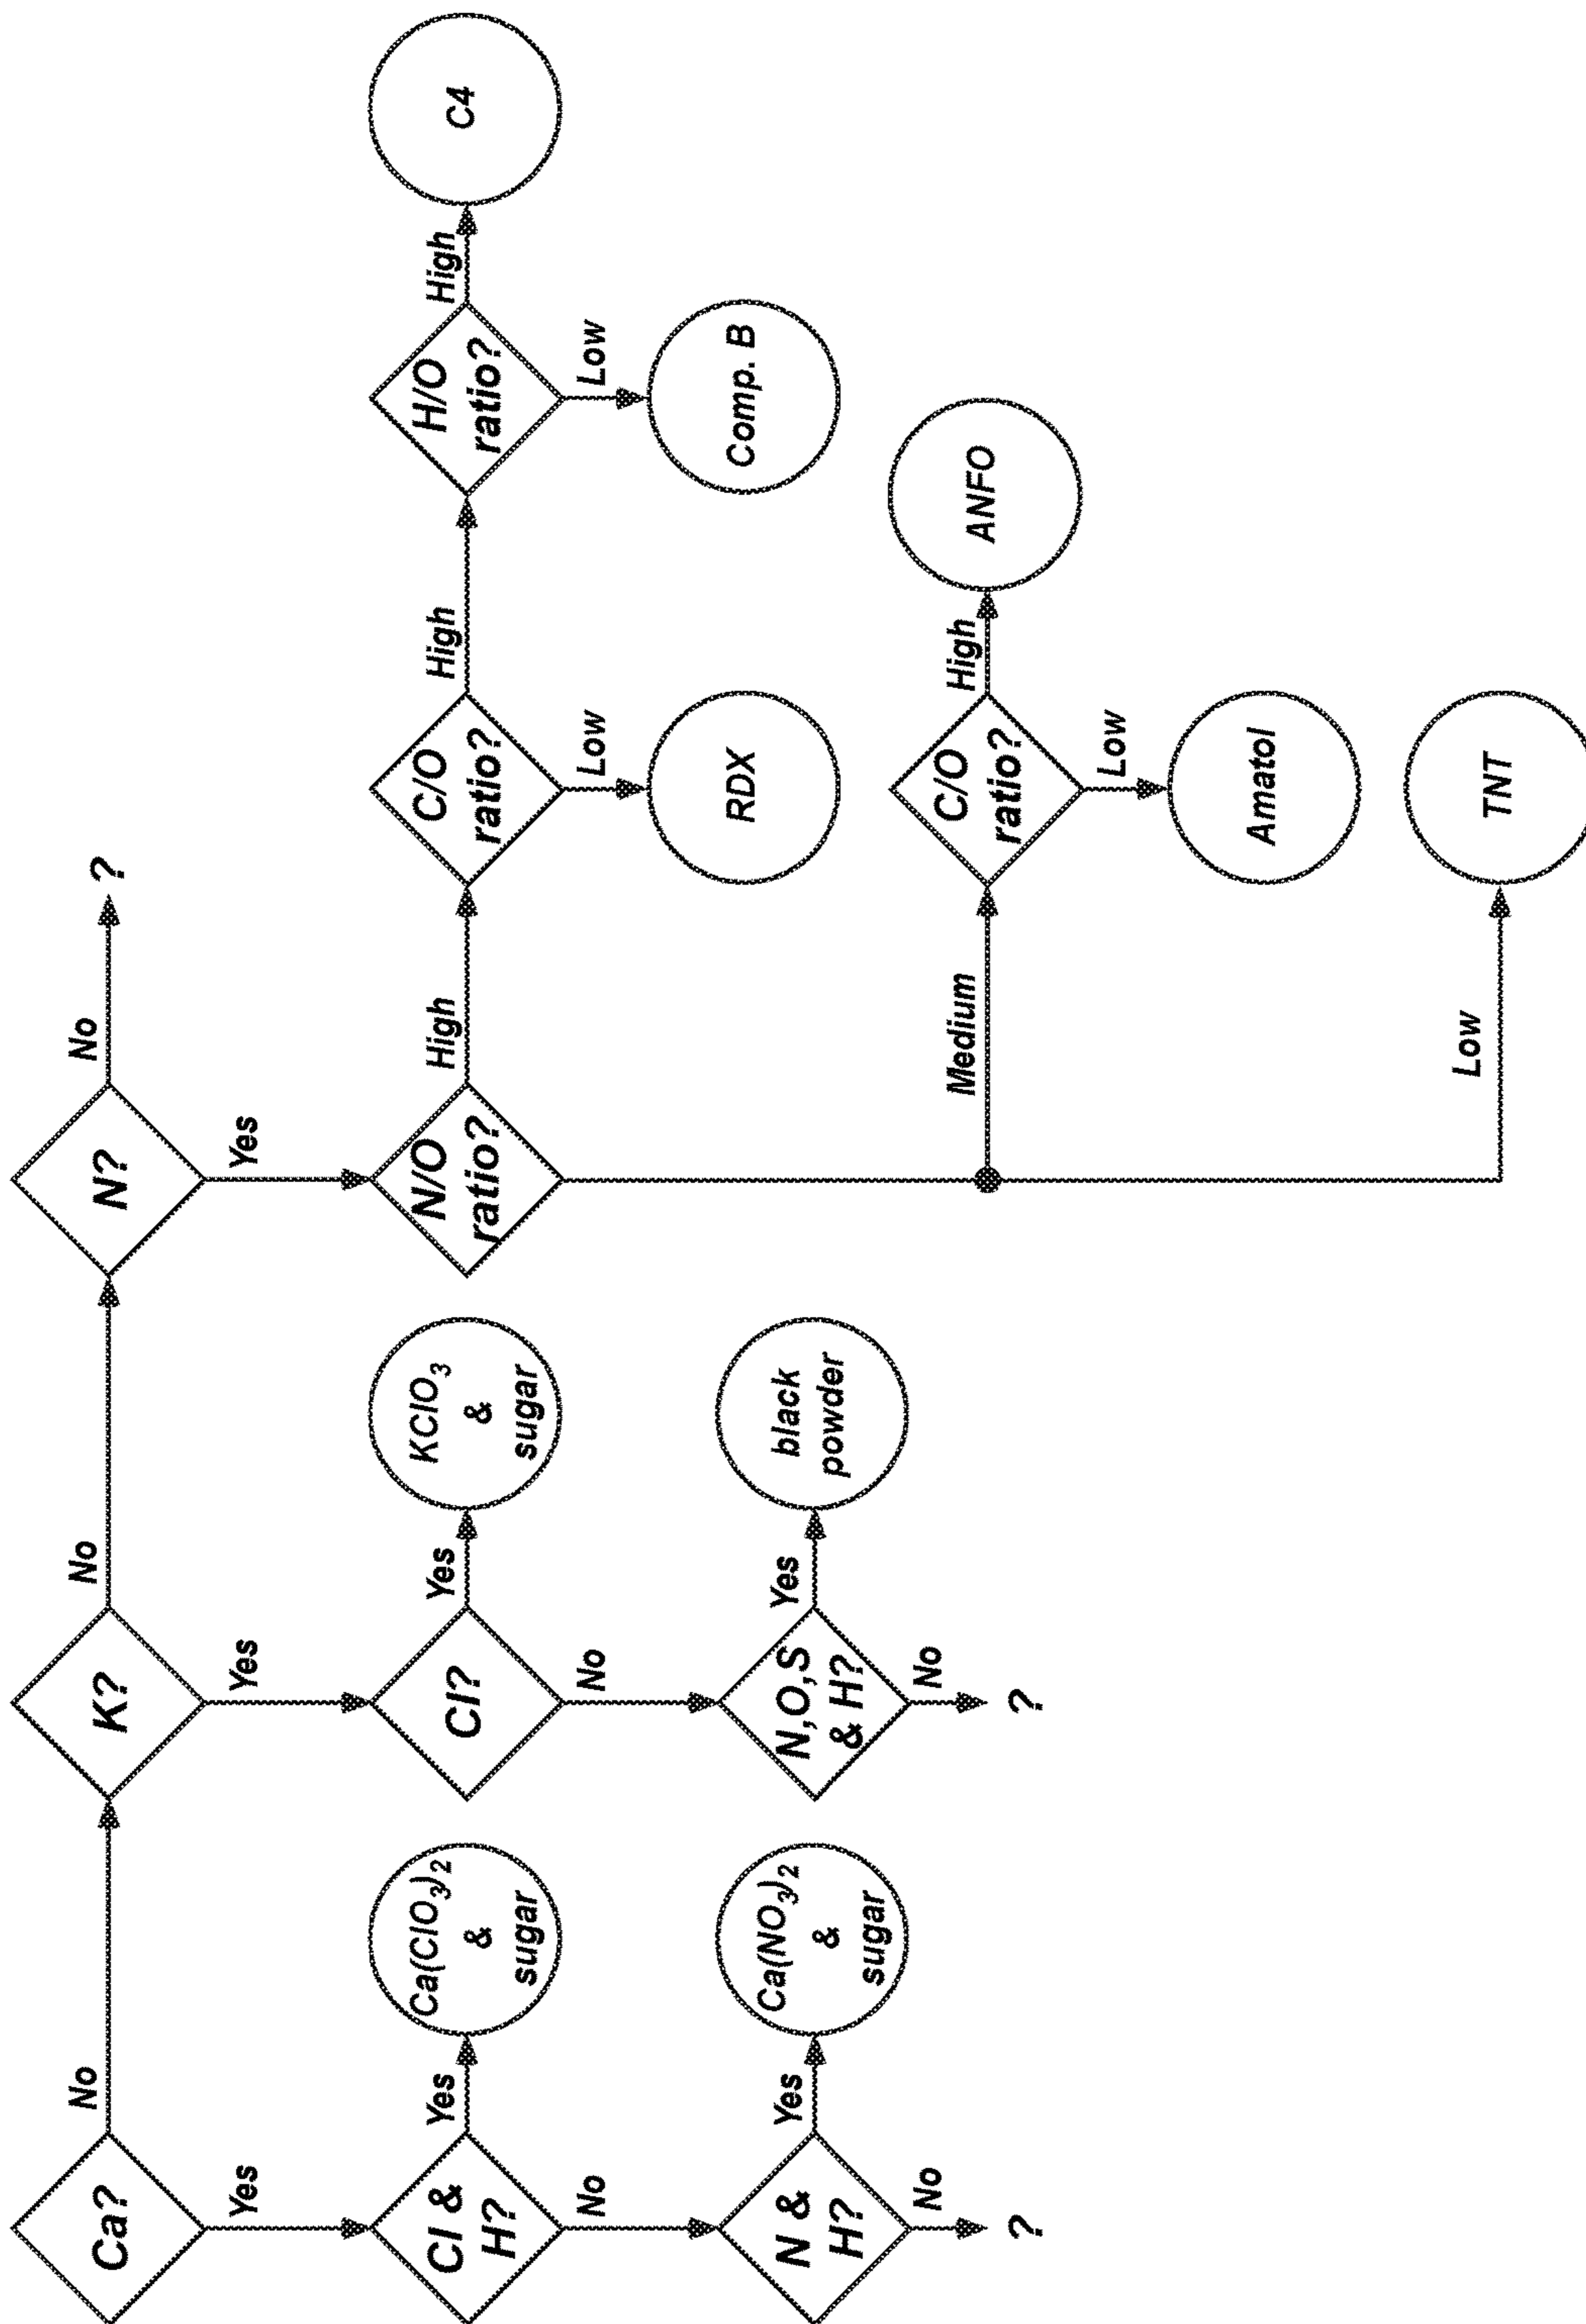 Ca?
No
Yes
Cl &
H?
Yes
Ca(ClO3)2
&
sugar
No
N &
H?
Yes
Ca(NO3)2
&
sugar
No
?
K?
No
Yes
Cl?
Yes
KClO3
&
sugar
No
N,O,S
& H?
Yes
black
powder
No
?
N?
No
?
Yes
N/O
ratio?
High
C/O
ratio?
High
H/O
ratio?
High
C4
Low
Comp. B
Low
RDX
Medium
C/O
ratio?
High
ANFO
Low
Amatol
Low
TNT